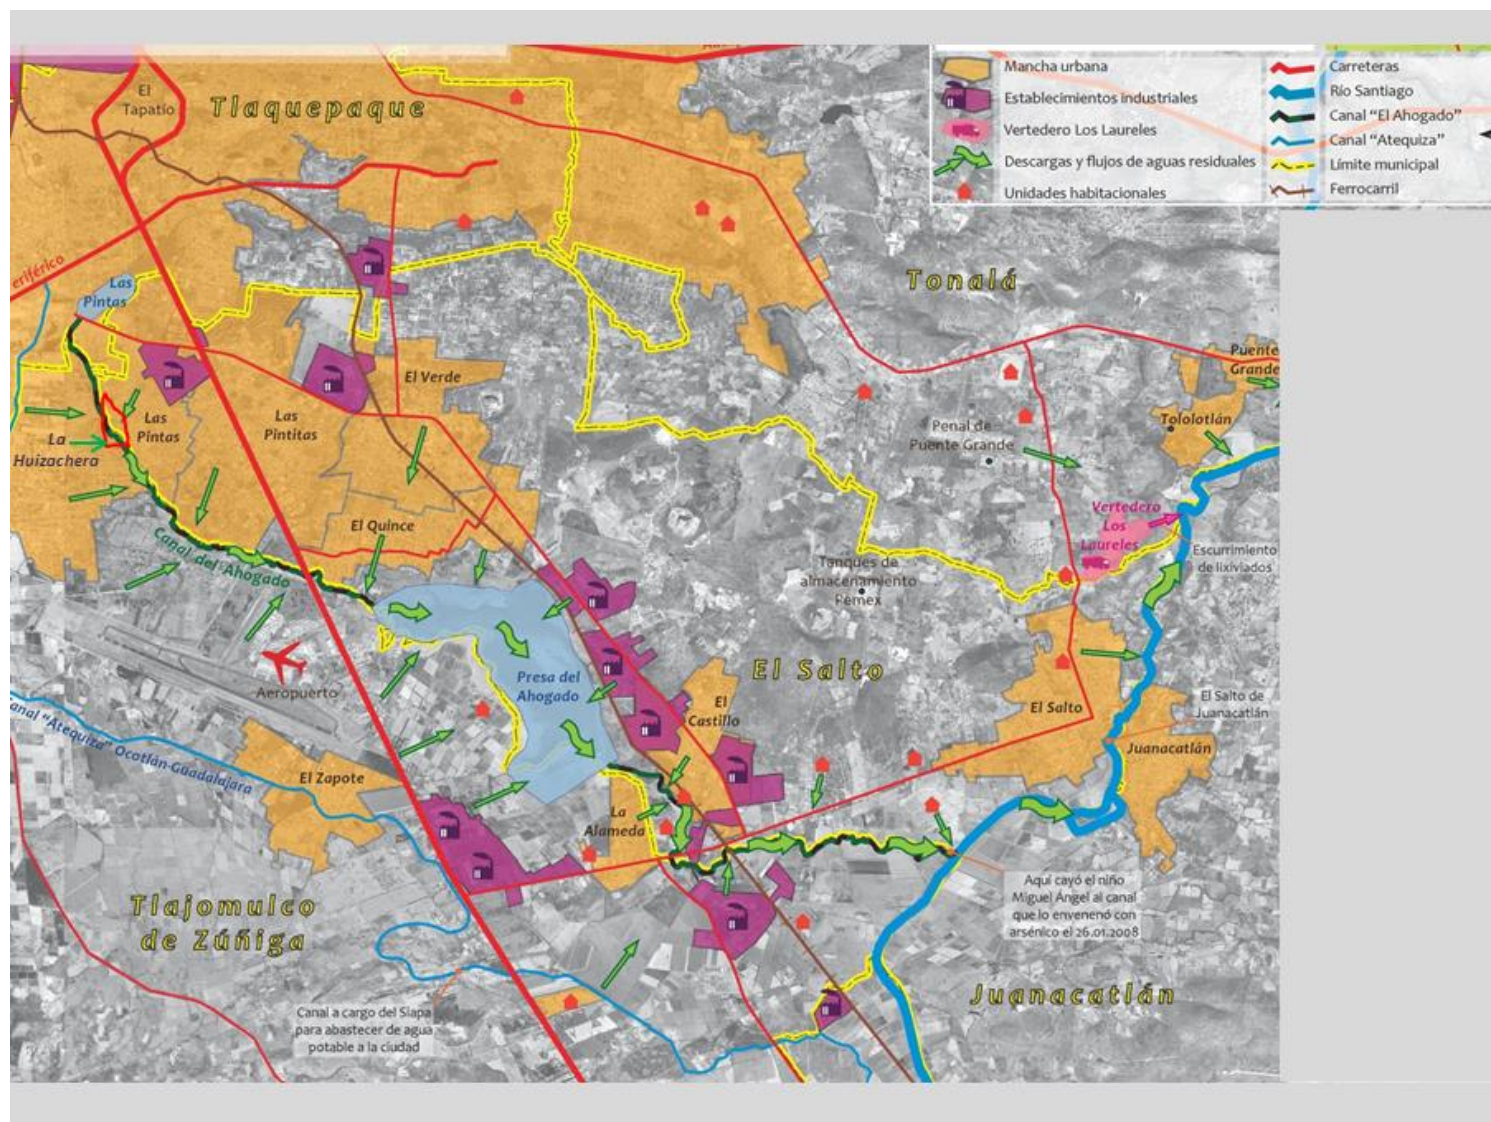 Mancha urbana
Establecimientos industriales
Vertedero Los Laureles
Descargas y flujos de aguas residuales
Unidades habitacionales
Carreteras
Río Santiago
Canal "El Ahogado"
Canal "Atequiza"
Límite municipal
Ferrocarril
El
Tapatío
Tlaquepaque
Tonalá
eriférico
Las
Pintas
Puente
Grande
El Verde
Las
Pintas
Las
Pintitas
La
Huizachera
Tololotlán
Penal de
Puente Grande
Vertedero
Los
Laureles
El Quince
Canal del Ahogado
Escurrimiento
de lixiviados
Tanques de
almacenamiento
Pemex
El Salto
Aeropuerto
Presa del
Ahogado
El
Castillo
El Salto
El Salto de
Juanacatlán
Juanacatlán
anal "Atequiza" Ocotlán-Guadalajara
El Zapote
La
Alameda
Aquí cayó el niño
Miguel Ángel al canal
que lo envenenó con
arsénico el 26.01.2008
Tlajomulco
de Zúñiga
Juanacatlán
Canal a cargo del Siapa
para abastecer de agua
potable a la ciudad